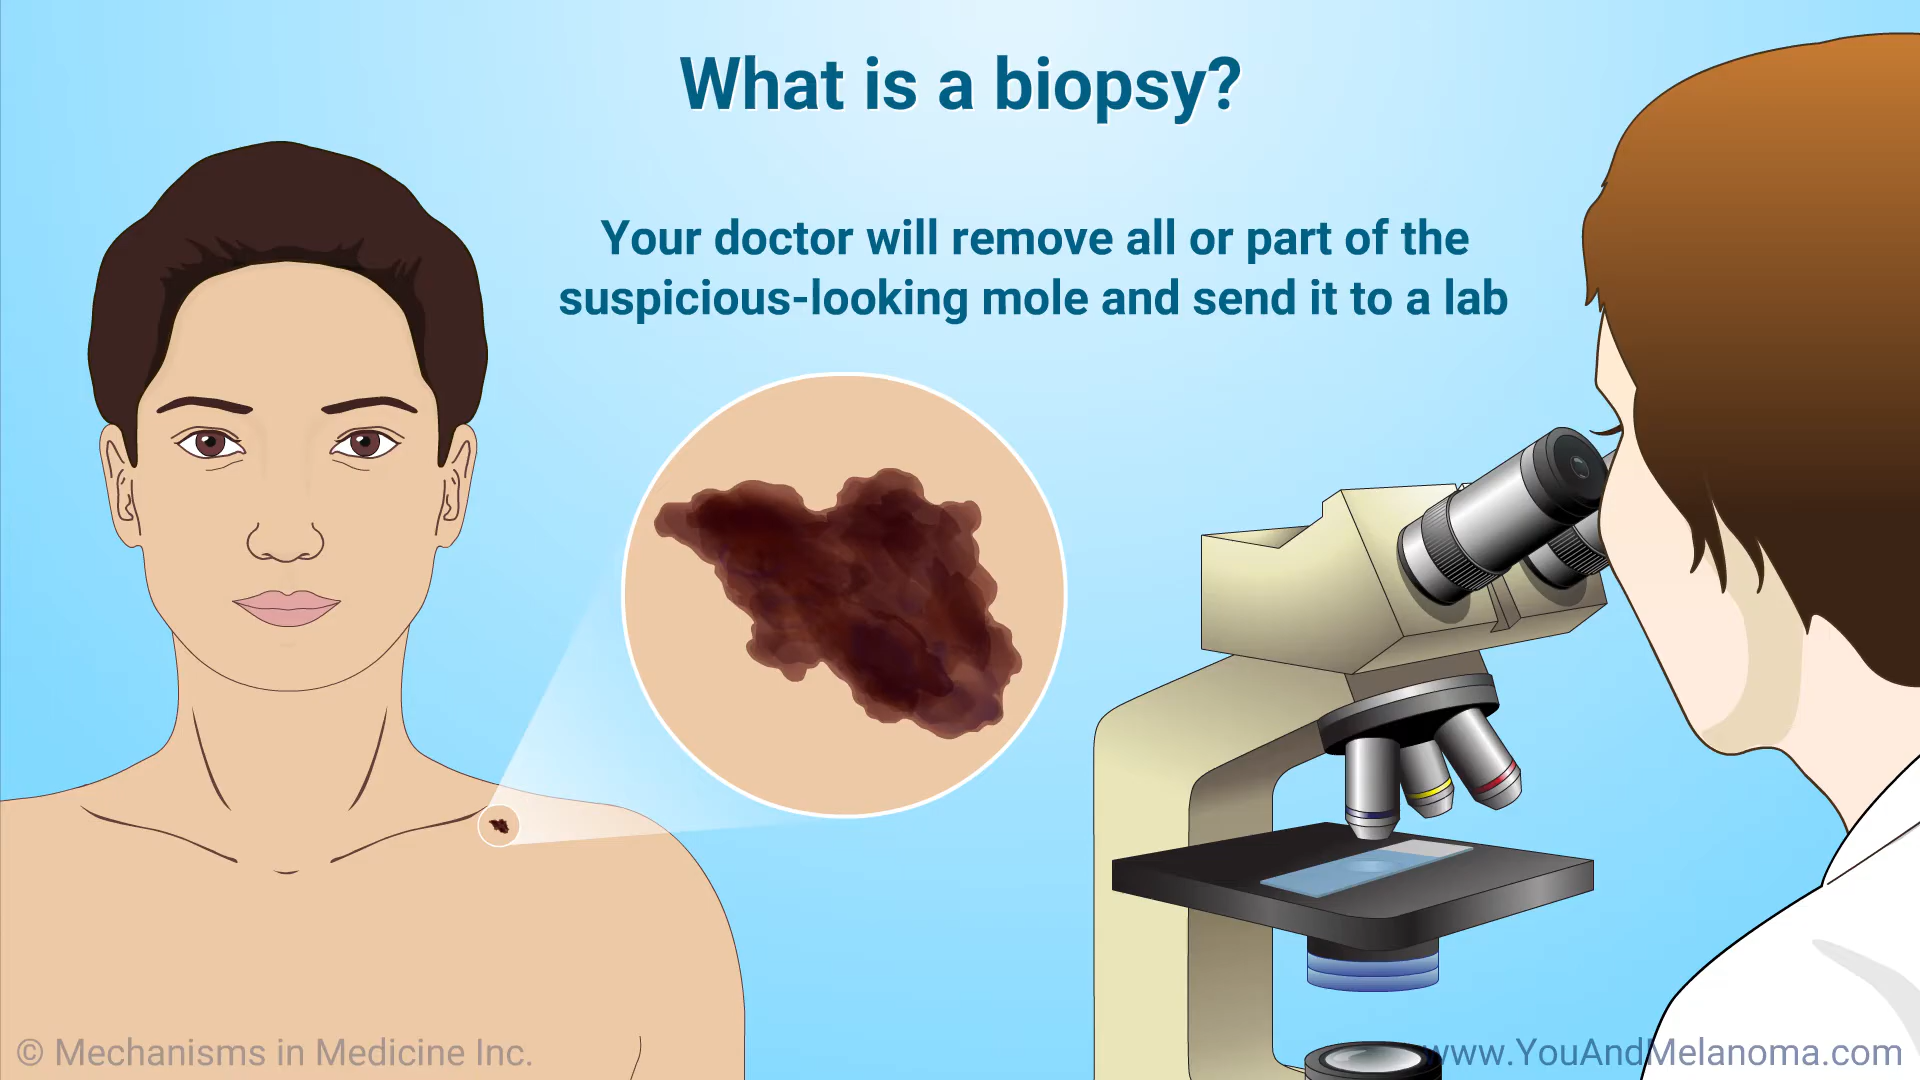 What is a biopsy?
Your doctor will remove all or part of the
suspicious-looking mole and send it to a lab
© Mechanisms in Medicine Inc.
www.YouAndMelanoma.com